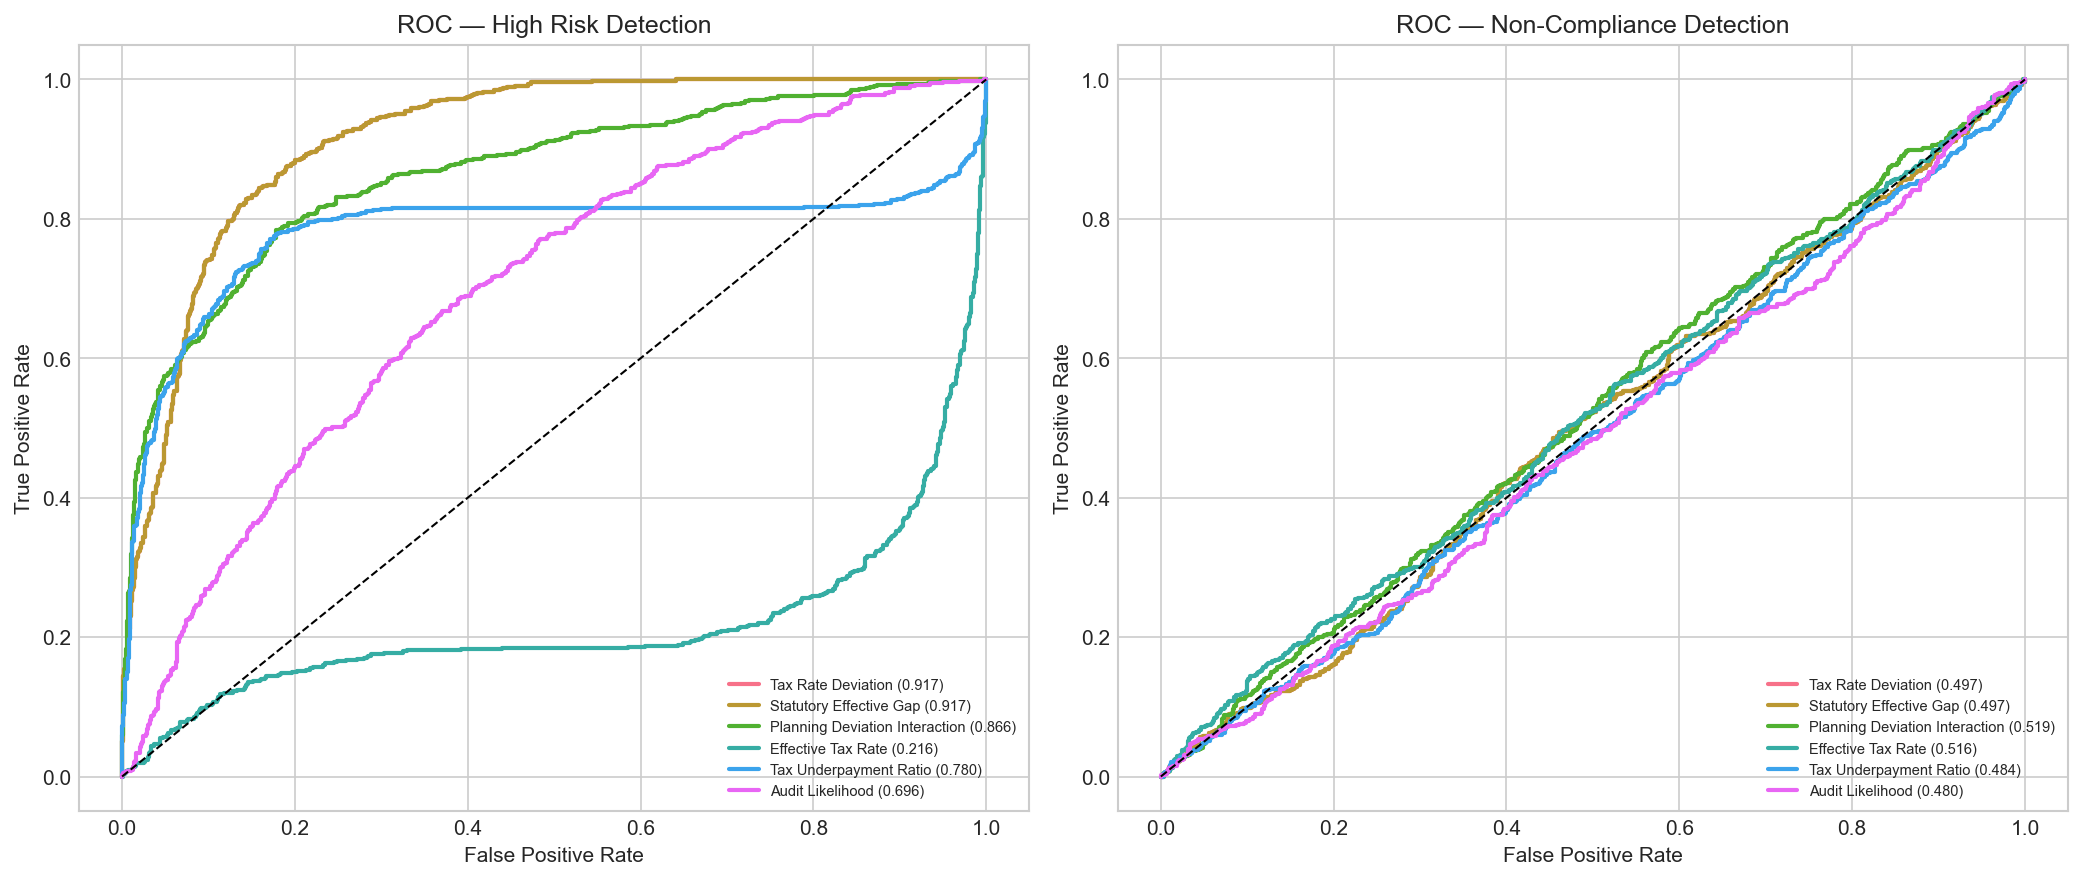 ROC — High Risk Detection
True Positive Rate
1.0
0.8
0.6
0.4
0.2
0.0
Tax Rate Deviation (0.917)
Statutory Effective Gap (0.917)
Planning Deviation Interaction (0.866)
Effective Tax Rate (0.216)
Tax Underpayment Ratio (0.780)
Audit Likelihood (0.696)
0.0 0.2 0.4 0.6 0.8 1.0
False Positive Rate
ROC — Non-Compliance Detection
True Positive Rate
1.0
0.8
0.6
0.4
0.2
0.0
Tax Rate Deviation (0.497)
Statutory Effective Gap (0.497)
Planning Deviation Interaction (0.519)
Effective Tax Rate (0.516)
Tax Underpayment Ratio (0.484)
Audit Likelihood (0.480)
0.0 0.2 0.4 0.6 0.8 1.0
False Positive Rate